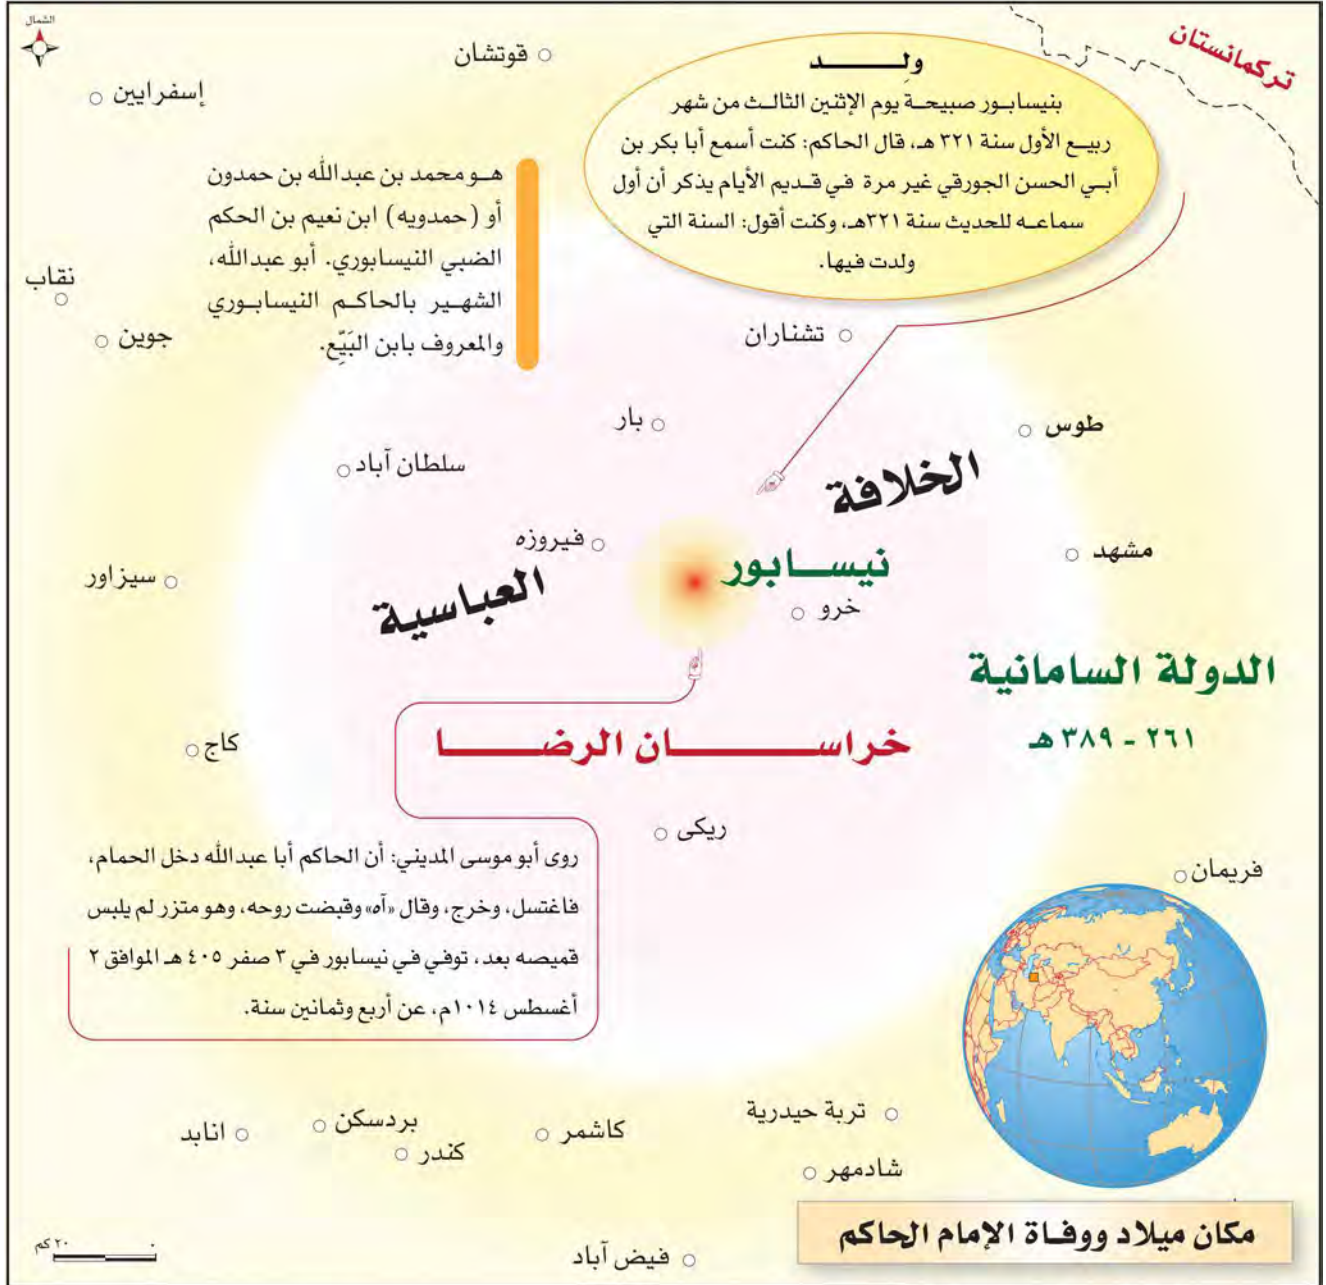 الشمال
تركمانستان
قوتشان
إسفرايين
ولِـــــــــد
بنيسابور صبيحة يوم الإثنين الثالث من شهر
ربيع الأول سنة ٣٢١ هـ، قال الحاكم: كنت أسمع أبا بكر بن
أبي الحسن الجورقي غير مرة في قديم الأيام يذكر أن أول
سماعه للحديث سنة ٣٢١هـ، وكنت أقول: السنة التي
ولدت فيها.
هو محمد بن عبدالله بن حمدون
أو (حمدويه) ابن نعيم بن الحكم
الضبي النيسابوري. أبو عبدالله،
الشهير بالحاكم النيسابوري
والمعروف بابن البَيِّع.
نقاب
جوين
تشناران
بار
طوس
سلطان آباد
الخلافة
فيروزه
نيسابور
مشهد
سيزاور
العباسية
خرو
الدولة السامانية
٢٦١ - ٣٨٩ هـ
خراسان الرضا
كاج
ريكى
روى أبو موسى المديني: أن الحاكم أبا عبدالله دخل الحمام،
فاغتسل، وخرج، وقال «آه» وقبضت روحه، وهو متزر لم يلبس
قميصه بعد، توفي في نيسابور في ٣ صفر ٤٠٥ هـ الموافق ٢
أغسطس ١٠١٤م، عن أربع وثمانين سنة.
فريمان
تربة حيدرية
كاشمر
بردسكن
انابد
كندر
شادمهر
مكان ميلاد ووفاة الإمام الحاكم
فيض آباد
٠ ٢٠ كم